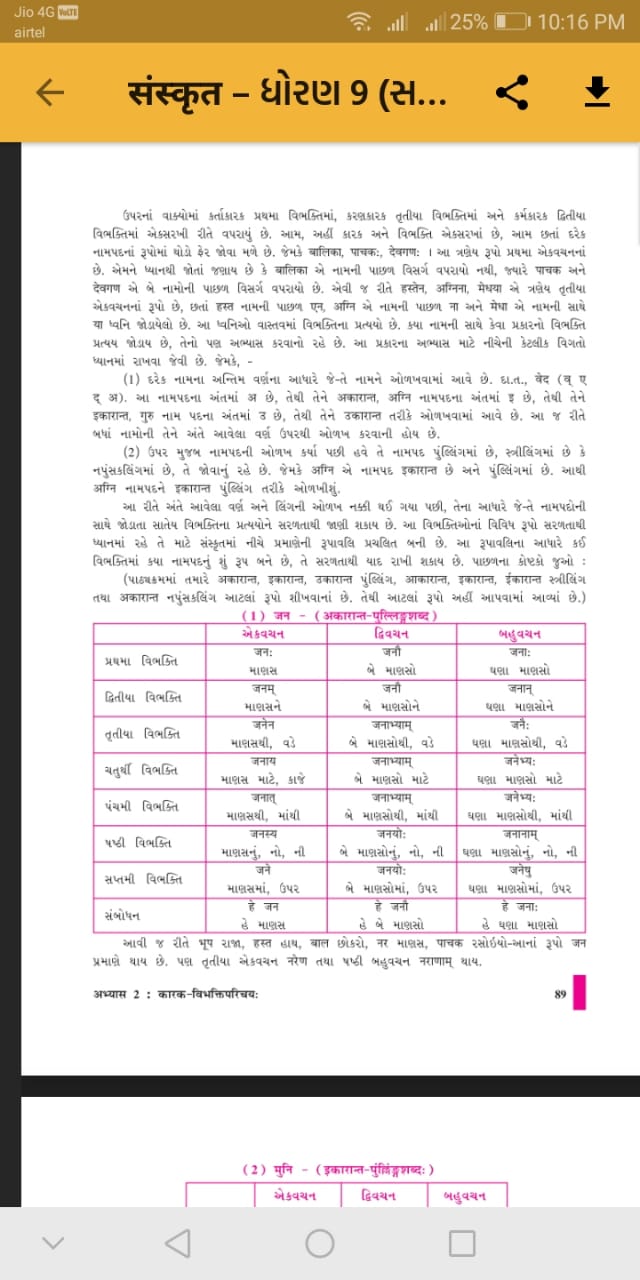 Jio 4G VoLTE
airtel
25%
10:16 PM
संस्कृत – ધોરણ 9 (સ...
ઉપરનાં વાક્યોમાં કર્તાકારક પ્રથમા વિભક્તિમાં, કરણકારક તૃતીયા વિભક્તિમાં અને કર્મકારક દ્વિતીયા
વિભક્તિમાં એકસરખી રીતે વપરાયું છે. આમ, અહીં કારક અને વિભક્તિ એકસરખાં છે, આમ છતાં દરેક
નામપદનાં રૂપોમાં થોડો ફેર જોવા મળે છે. જેમકે बालिका, पाचक:, देवगण: । આ ત્રણેય રૂપો પ્રથમા એકવચનનાં
છે. એમને ધ્યાનથી જોતાં જણાય છે કે बालिका એ નામની પાછળ વિસર્ગ વપરાયો નથી, જ્યારે पाचक અને
देवगण એ બે નામોની પાછળ વિસર્ગ વપરાયો છે. એવી જ રીતે हस्तेन, अग्निना, मेधया એ ત્રણેય તૃતીયા
એકવચનનાં રૂપો છે, છતાં हस्त નામની પાછળ एन, अग्नि એ નામની પાછળ ना અને मेधा એ નામની સાથે
या ધ્વનિ જોડાયેલો છે. આ ધ્વનિઓ વાસ્તવમાં વિભક્તિના પ્રત્યયો છે. કયા નામની સાથે કેવા પ્રકારનો વિભક્તિ
પ્રત્યય જોડાય છે, તેનો પણ અભ્યાસ કરવાનો રહે છે. આ પ્રકારના અભ્યાસ માટે નીચેની કેટલીક વિગતો
ધ્યાનમાં રાખવા જેવી છે. જેમકે, -
(1) દરેક નામના અન્તિમ વર્ણના આધારે જે-તે નામને ઓળખવામાં આવે છે. દા.ત., वेद (व् ए
द् अ). આ નામપદના અંતમાં अ છે, તેથી તેને अकारान्त, अग्नि નામપદના અંતમાં इ છે, તેથી તેને
इकारान्त, गुरु નામ પદના અંતમાં उ છે, તેથી તેને उकारान्त તરીકે ઓળખવામાં આવે છે. આ જ રીતે
બધાં નામોની તેને અંતે આવેલા વર્ણ ઉપરથી ઓળખ કરવાની હોય છે.
(2) ઉપર મુજબ નામપદની ઓળખ કર્યા પછી હવે તે નામપદ પુંલ્લિંગમાં છે, સ્ત્રીલિંગમાં છે કે
નપુંસકલિંગમાં છે, તે જોવાનું રહે છે. જેમકે अग्नि એ નામપદ इकारान्त છે અને પુંલ્લિંગમાં છે. આથી
अग्नि નામપદને इकारान्त પુંલ્લિંગ તરીકે ઓળખીશું.
આ રીતે અંતે આવેલા વર્ણ અને લિંગની ઓળખ નક્કી થઈ ગયા પછી, તેના આધારે જે-તે નામપદોની
સાથે જોડાતા સાતેય વિભક્તિના પ્રત્યયોને સરળતાથી જાણી શકાય છે. આ વિભક્તિઓનાં વિવિધ રૂપો સરળતાથી
ધ્યાનમાં રહે તે માટે સંસ્કૃતમાં નીચે પ્રમાણેની રૂપાવલિ પ્રચલિત બની છે. આ રૂપાવલિના આધારે કઈ
વિભક્તિમાં કયા નામપદનું શું રૂપ બને છે, તે સરળતાથી યાદ રાખી શકાય છે. પાછળના કોષ્ટકો જુઓ :
(પાઠ્યક્રમમાં તમારે अकारान्त, इकारान्त, उकारान्त પુંલ્લિંગ, आकारान्त, इकारान्त, ईकारान्त સ્ત્રીલિંગ
તથા अकारान्त નપુંસકલિંગ આટલાં રૂપો શીખવાનાં છે. તેથી આટલાં રૂપો અહીં આપવામાં આવ્યાં છે.)
(1) जन - (अकारान्त-पुल्लिङ्गशब्द)
એકવચન દ્વિવચન બહુવચન
પ્રથમા વિભક્તિ जन: जनौ जना:
માણસ બે માણસો ઘણા માણસો
દ્વિતીયા વિભક્તિ जनम् जनौ जनान्
માણસને બે માણસોને ઘણા માણસોને
તૃતીયા વિભક્તિ जनेन जनाभ्याम् जनै:
માણસથી, વડે બે માણસોથી, વડે ઘણા માણસોથી, વડે
ચતુર્થી વિભક્તિ जनाय जनाभ्याम् जनेभ्य:
માણસ માટે, કાજે બે માણસો માટે ઘણા માણસો માટે
પંચમી વિભક્તિ जनात् जनाभ्याम् जनेभ्य:
માણસથી, માંથી બે માણસોથી, માંથી ઘણા માણસોથી, માંથી
ષષ્ઠી વિભક્તિ जनस्य जनयो: जनानाम्
માણસનું, નો, ની બે માણસોનું, નો, ની ઘણા માણસોનું, નો, ની
સપ્તમી વિભક્તિ जने जनयो: जनेषु
માણસમાં, ઉપર બે માણસોમાં, ઉપર ઘણા માણસોમાં, ઉપર
સંબોધન हे जन हे जनौ हे जना:
હે માણસ હે બે માણસો હે ઘણા માણસો
આવી જ રીતે भूप રાજા, हस्त હાથ, बाल છોકરો, नर માણસ, पाचक રસોઇયો-આનાં રૂપો जन
પ્રમાણે થાય છે. પણ તૃતીયા એકવચન नरेण તથા ષષ્ઠી બહુવચન नराणाम् થાય.
अभ्यास 2 : कारक-विभक्तिपरिचय:
89
(2) मुनि - (इकारान्त-पुंल्लिंङ्गशब्द:)
એકવચન દ્વિવચન બહુવચન